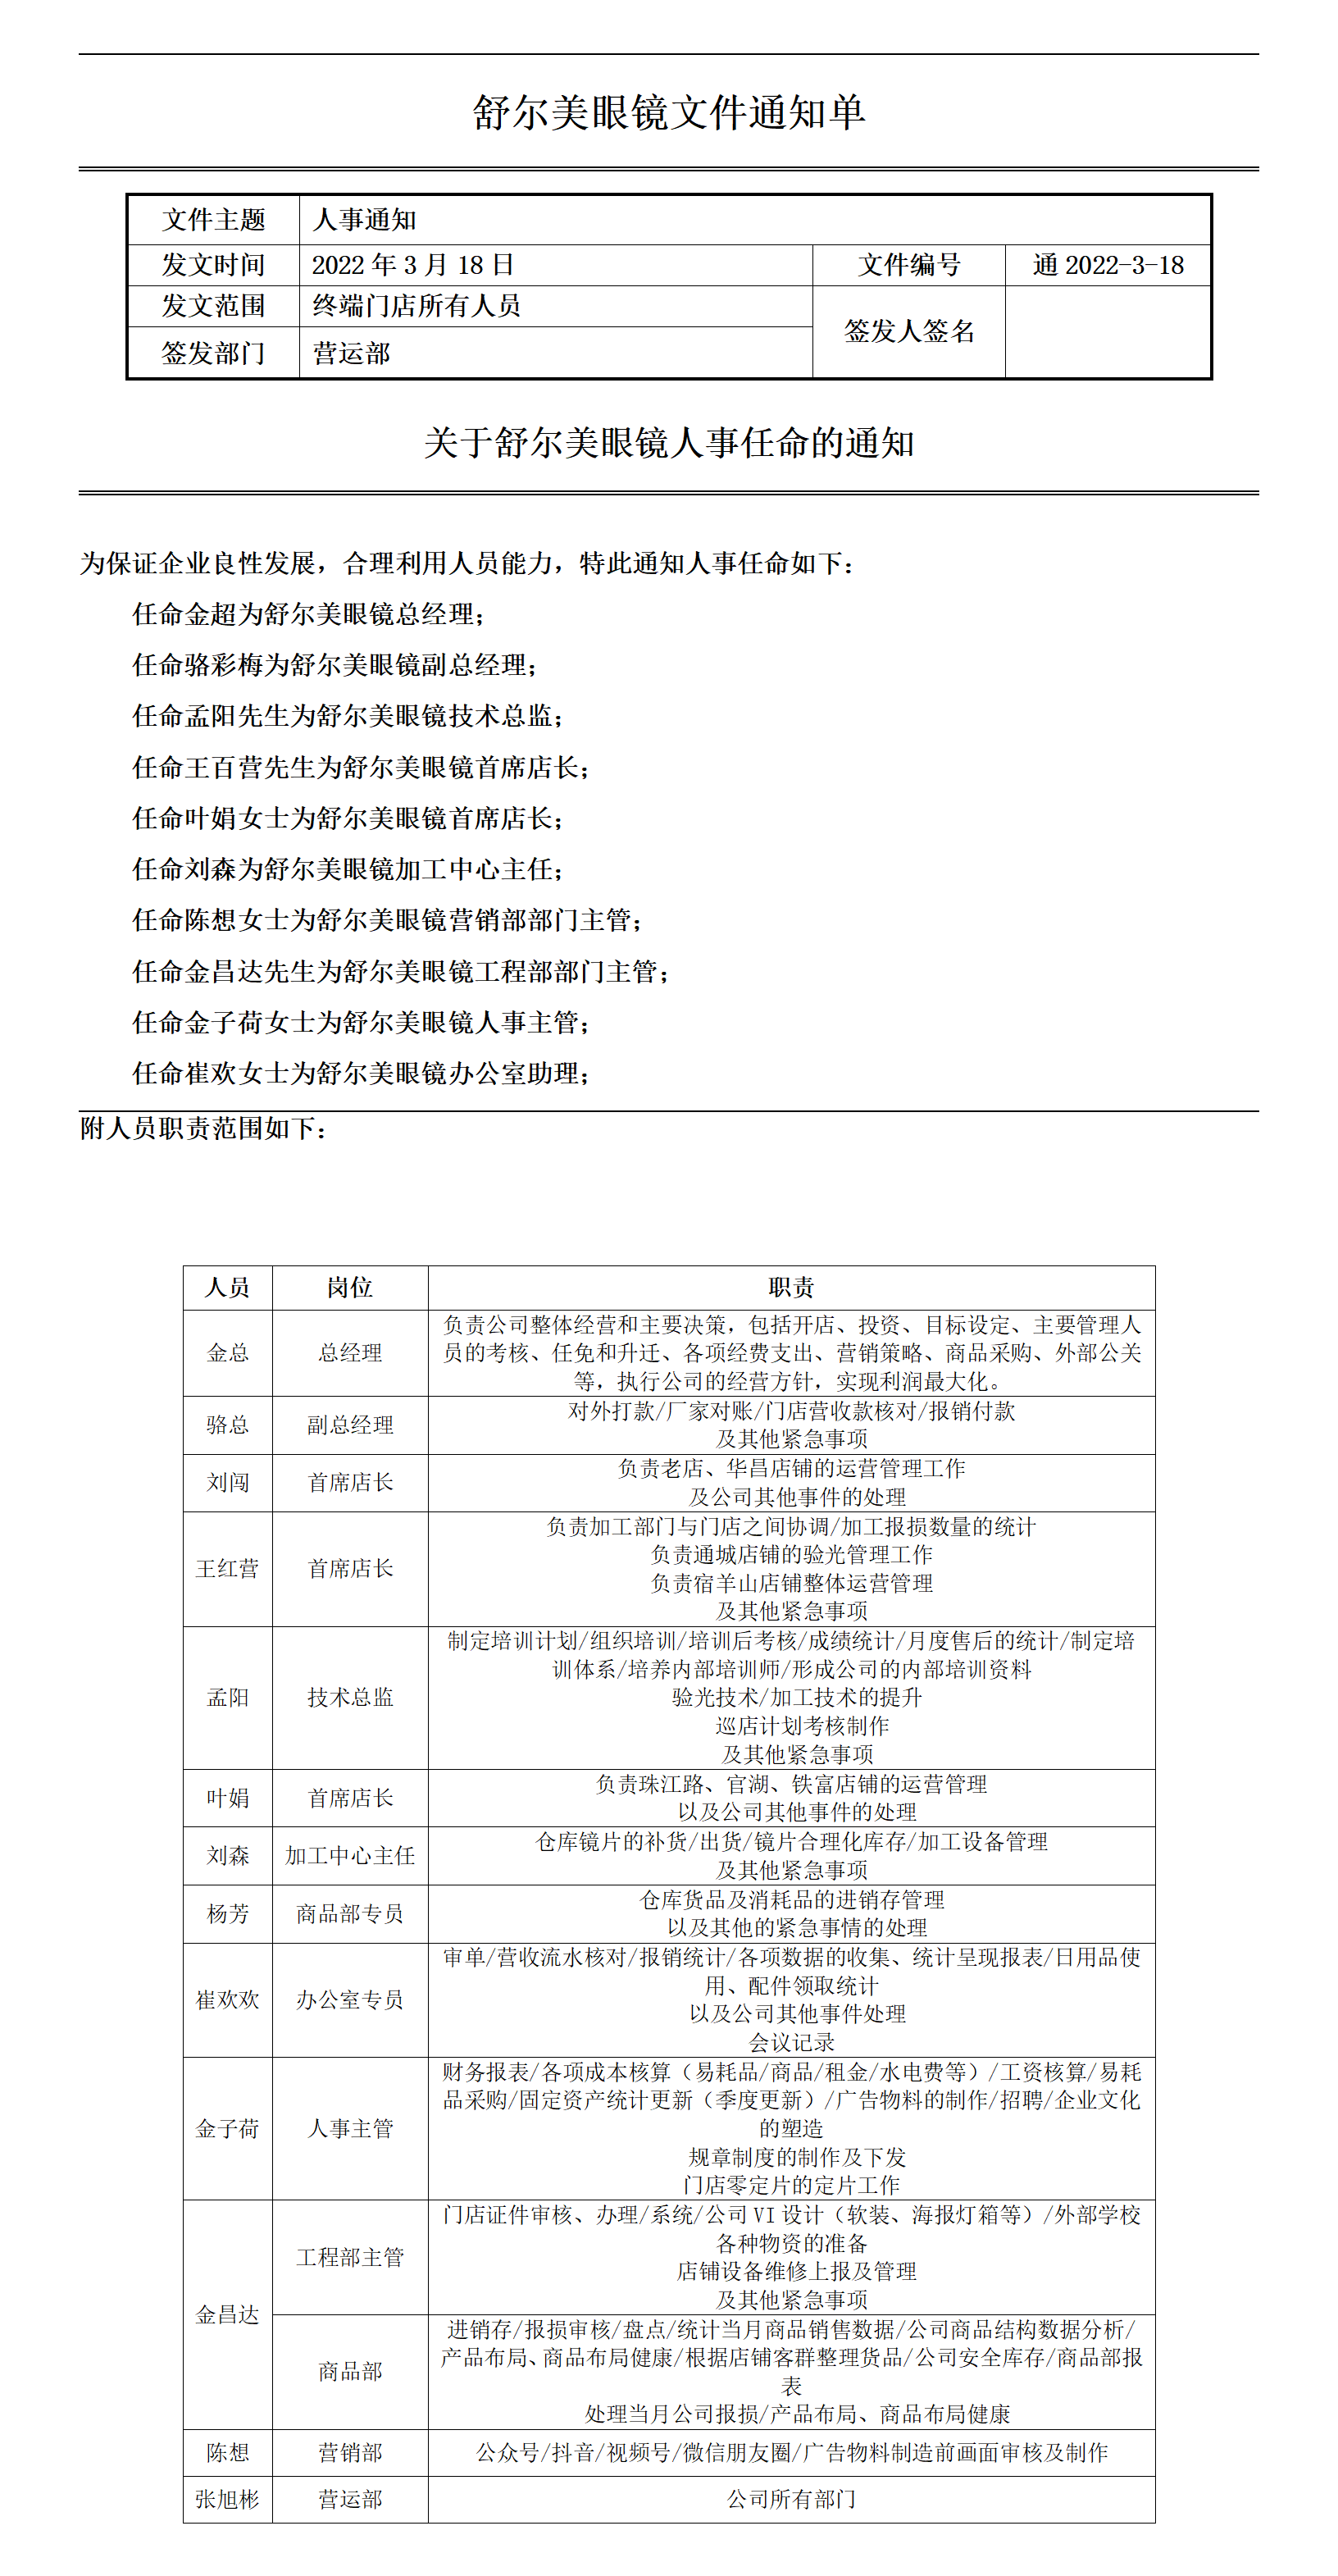 舒尔美眼镜文件通知单
文件主题 人事通知
发文时间 2022 年 3 月 18 日 文件编号 通 2022-3-18
发文范围 终端门店所有人员
签发人签名
签发部门 营运部
关于舒尔美眼镜人事任命的通知
为保证企业良性发展，合理利用人员能力，特此通知人事任命如下：
任命金超为舒尔美眼镜总经理；
任命骆彩梅为舒尔美眼镜副总经理；
任命孟阳先生为舒尔美眼镜技术总监；
任命王百营先生为舒尔美眼镜首席店长；
任命叶娟女士为舒尔美眼镜首席店长；
任命刘森为舒尔美眼镜加工中心主任；
任命陈想女士为舒尔美眼镜营销部部门主管；
任命金昌达先生为舒尔美眼镜工程部部门主管；
任命金子荷女士为舒尔美眼镜人事主管；
任命崔欢女士为舒尔美眼镜办公室助理；
附人员职责范围如下：
人员 岗位 职责
金总 总经理 负责公司整体经营和主要决策，包括开店、投资、目标设定、主要管理人
员的考核、任免和升迁、各项经费支出、营销策略、商品采购、外部公关
等，执行公司的经营方针，实现利润最大化。
骆总 副总经理 对外打款/厂家对账/门店营收款核对/报销付款
及其他紧急事项
刘闯 首席店长 负责老店、华昌店铺的运营管理工作
及公司其他事件的处理
王红营 首席店长 负责加工部门与门店之间协调/加工报损数量的统计
负责通城店铺的验光管理工作
负责宿羊山店铺整体运营管理
及其他紧急事项
孟阳 技术总监 制定培训计划/组织培训/培训后考核/成绩统计/月度售后的统计/制定培
训体系/培养内部培训师/形成公司的内部培训资料
验光技术/加工技术的提升
巡店计划考核制作
及其他紧急事项
叶娟 首席店长 负责珠江路、官湖、铁富店铺的运营管理
以及公司其他事件的处理
刘森 加工中心主任 仓库镜片的补货/出货/镜片合理化库存/加工设备管理
及其他紧急事项
杨芳 商品部专员 仓库货品及消耗品的进销存管理
以及其他的紧急事情的处理
崔欢欢 办公室专员 审单/营收流水核对/报销统计/各项数据的收集、统计呈现报表/日用品使
用、配件领取统计
以及公司其他事件处理
会议记录
金子荷 人事主管 财务报表/各项成本核算（易耗品/商品/租金/水电费等）/工资核算/易耗
品采购/固定资产统计更新（季度更新）/广告物料的制作/招聘/企业文化
的塑造
规章制度的制作及下发
门店零定片的定片工作
金昌达 工程部主管 门店证件审核、办理/系统/公司 VI 设计（软装、海报灯箱等）/外部学校
各种物资的准备
店铺设备维修上报及管理
及其他紧急事项
商品部 进销存/报损审核/盘点/统计当月商品销售数据/公司商品结构数据分析/
产品布局、商品布局健康/根据店铺客群整理货品/公司安全库存/商品部报
表
处理当月公司报损/产品布局、商品布局健康
陈想 营销部 公众号/抖音/视频号/微信朋友圈/广告物料制造前画面审核及制作
张旭彬 营运部 公司所有部门